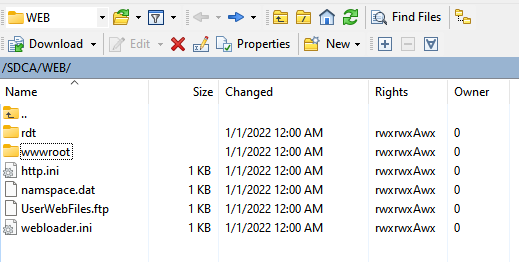 WEB Find Files
Download Edit Properties New
/SDCA/WEB/
Name Size Changed Rights Owner
..
rdt 1/1/2022 12:00 AM rwxrwxAwx 0
wwwroot 1/1/2022 12:00 AM rwxrwxAwx 0
http.ini 1 KB 1/1/2022 12:00 AM rwxrwxAwx 0
namspace.dat 1 KB 1/1/2022 12:00 AM rwxrwxAwx 0
UserWebFiles.ftp 1 KB 1/1/2022 12:00 AM rwxrwxAwx 0
webloader.ini 1 KB 1/1/2022 12:00 AM rwxrwxAwx 0